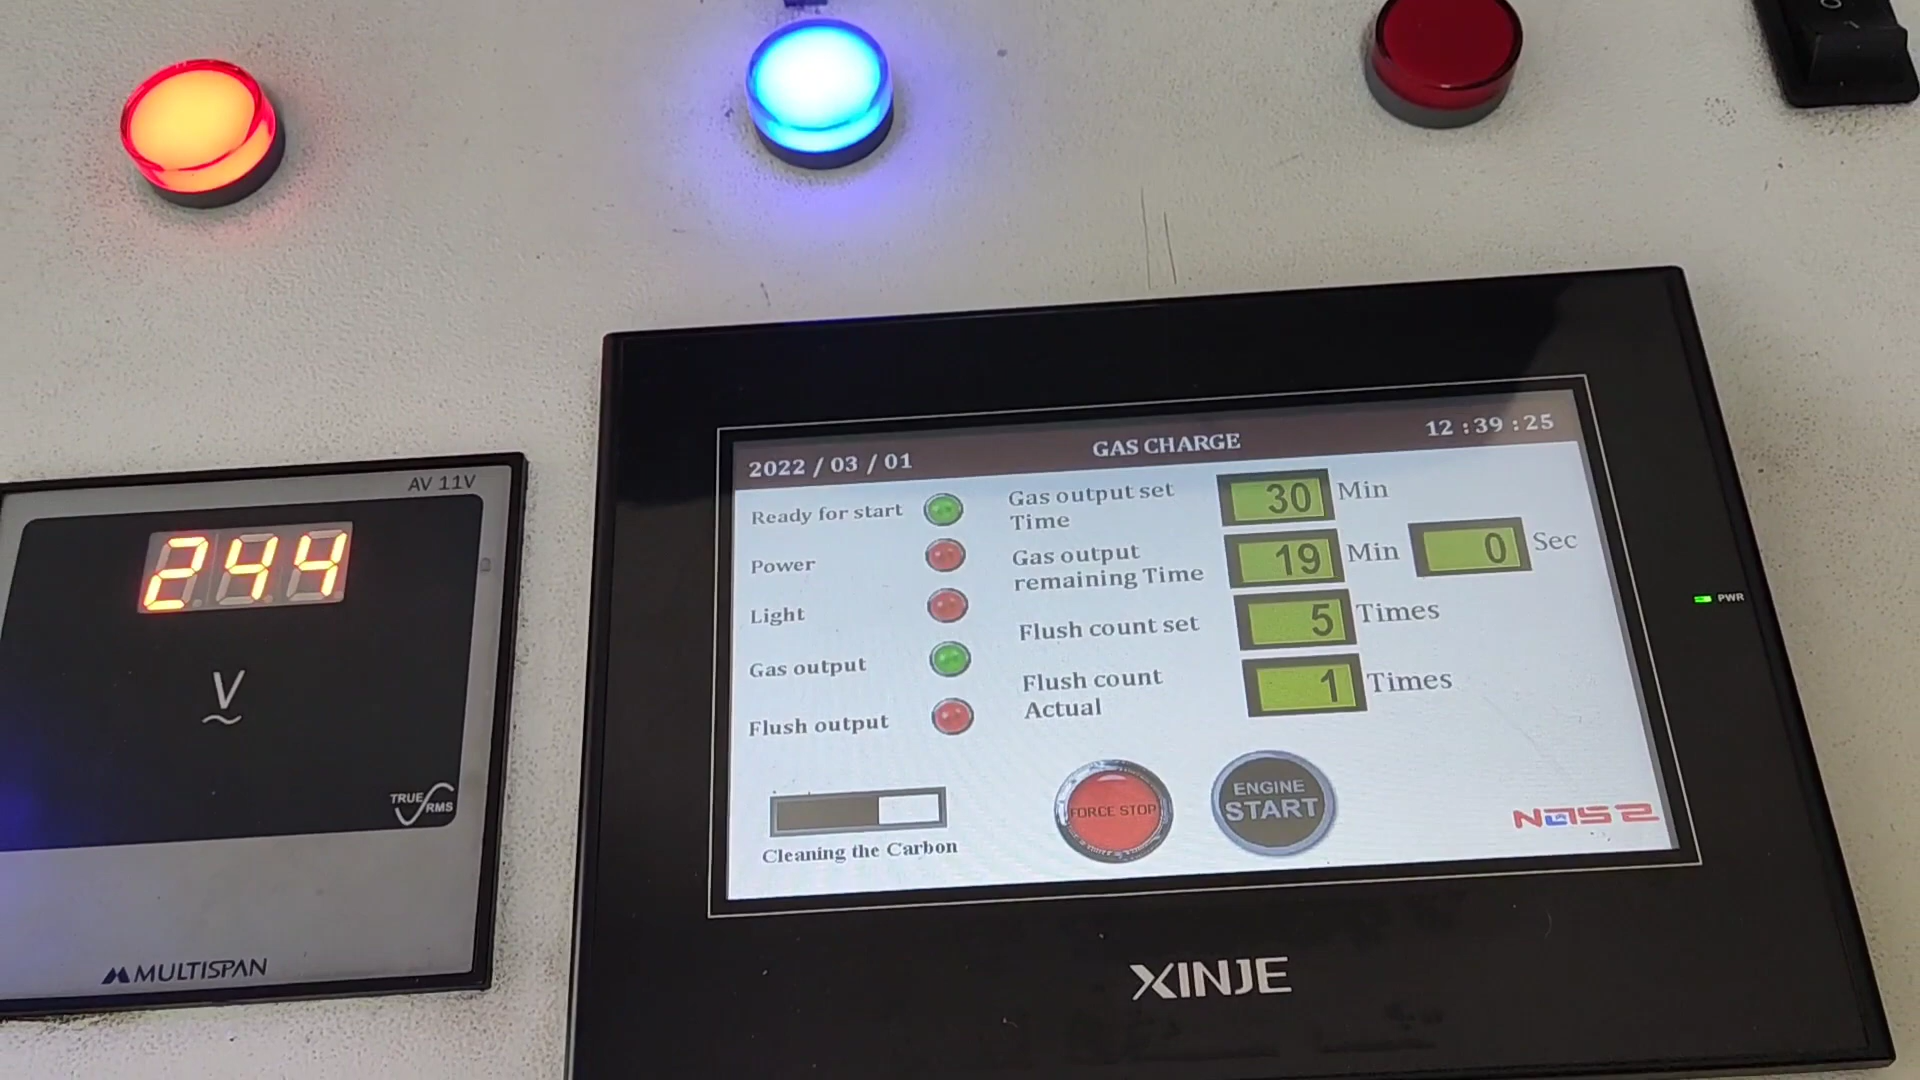 AV 11V
244
V
TRUE RMS
MULTISPAN
2022 / 03 / 01
GAS CHARGE
12 : 39 : 25
Ready for start
Power
Light
Gas output
Flush output
Cleaning the Carbon
Gas output set
Time
30 Min
Gas output
remaining Time
19 Min 0 Sec
Flush count set
5 Times
Flush count
Actual
1 Times
FORCE STOP
ENGINE
START
NAS 2
PWR
XINJE